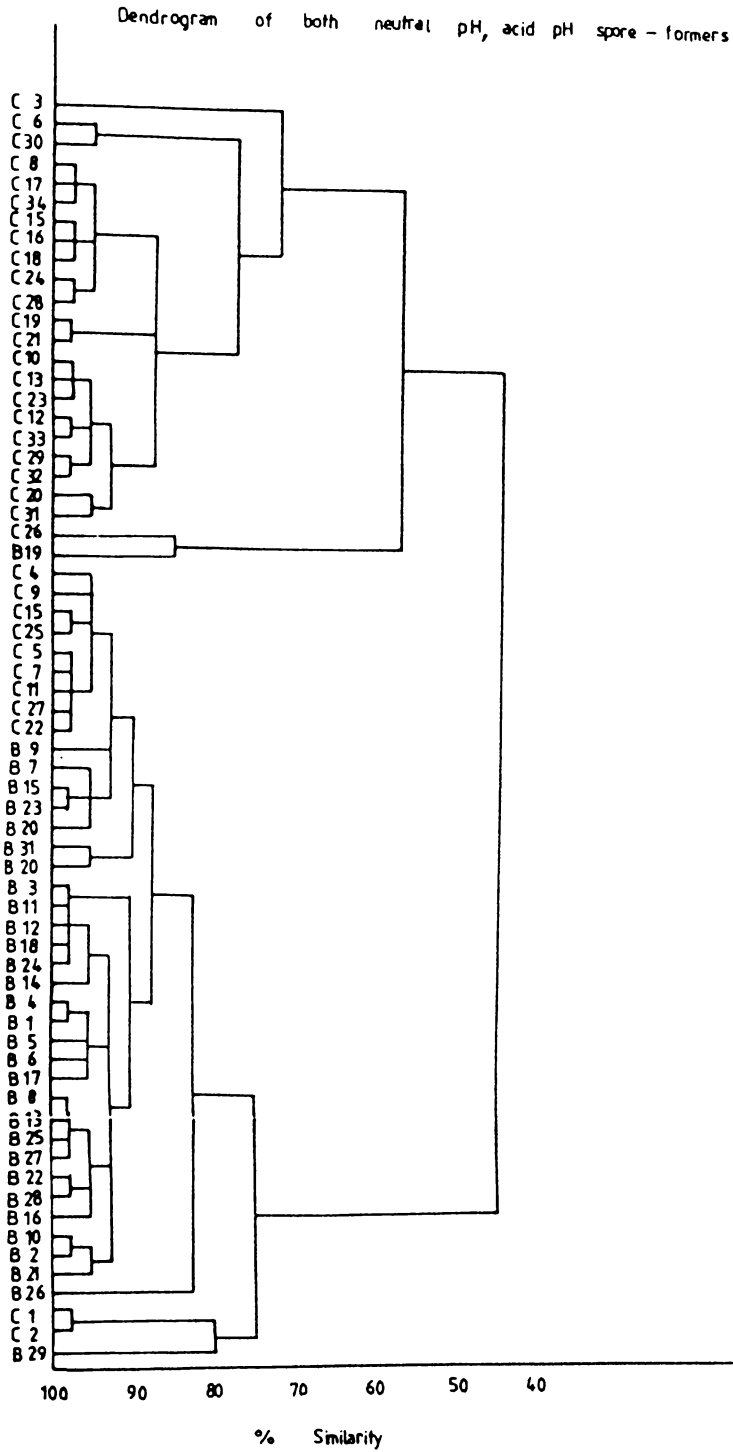 Dendrogram of both neutral pH, acid pH spore - formers
C 3
C 6
C 30
C 8
C 17
C 34
C 15
C 16
C 18
C 24
C 28
C 19
C 21
C 10
C 13
C 23
C 12
C 33
C 29
C 32
C 20
C 31
C 26
B 19
C 4
C 9
C 15
C 25
C 5
C 7
C 11
C 27
C 22
B 9
B 7
B 15
B 23
B 20
B 31
B 20
B 3
B 11
B 12
B 18
B 24
B 14
B 4
B 1
B 5
B 6
B 17
B 8
B 13
B 25
B 27
B 22
B 28
B 16
B 10
B 2
B 21
B 26
C 1
C 2
B 29
100 90 80 70 60 50 40
% Similarity